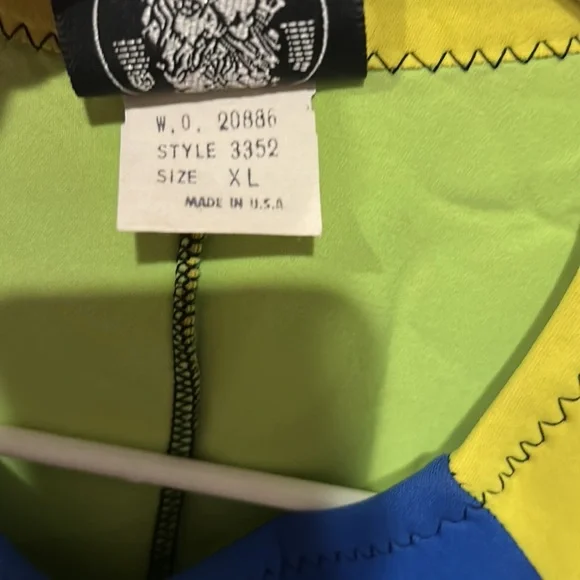 W.O. 20886
STYLE 3352
SIZE XL
MADE IN U.S.A